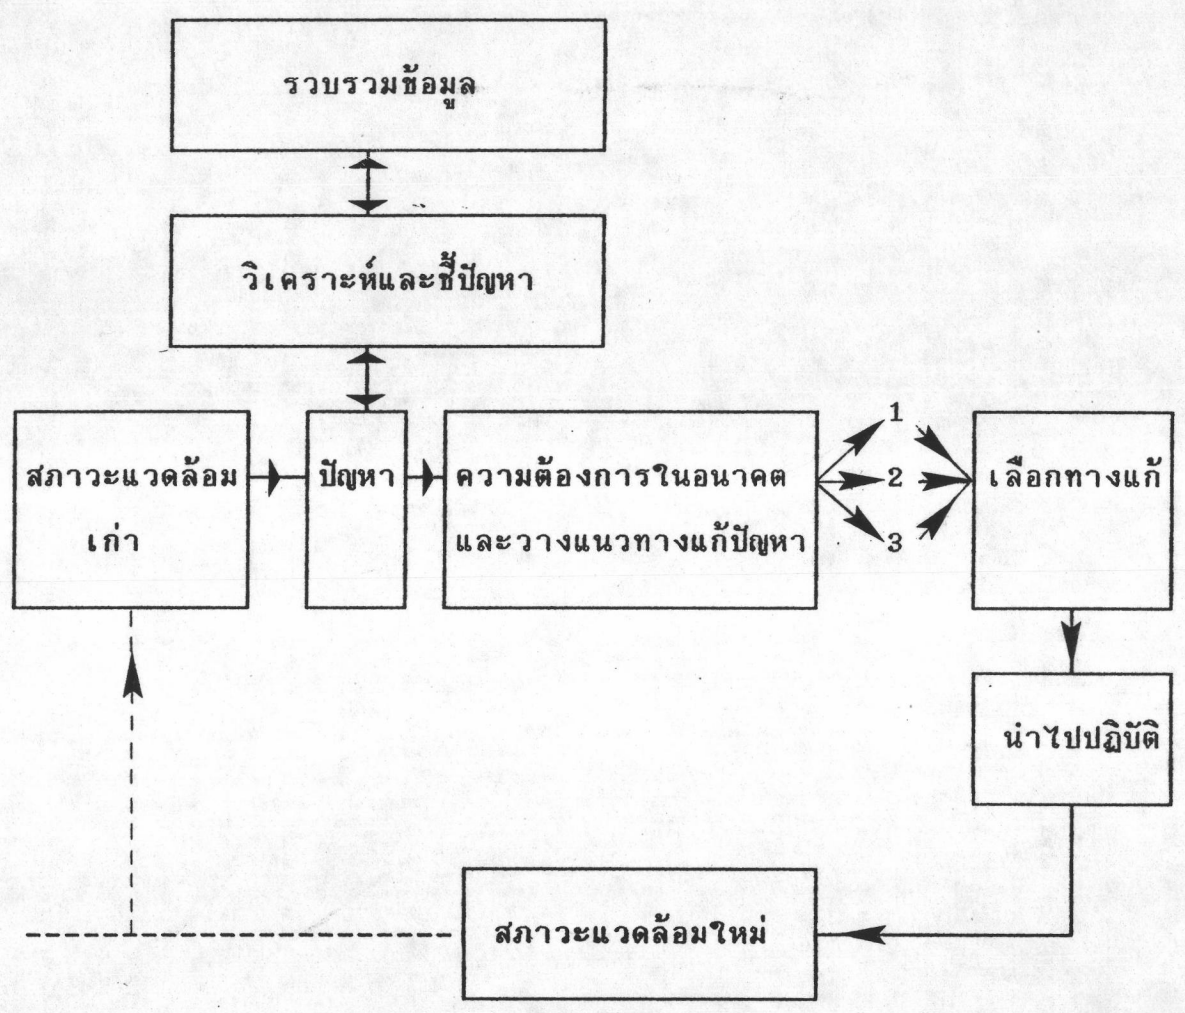 รวบรวมข้อมูล
วิเคราะห์และชี้ปัญหา
สภาวะแวดล้อม
เก่า
ปัญหา
ความต้องการในอนาคต
และวางแนวทางแก้ปัญหา
1
2
3
เลือกทางแก้
นำไปปฏิบัติ
สภาวะแวดล้อมใหม่